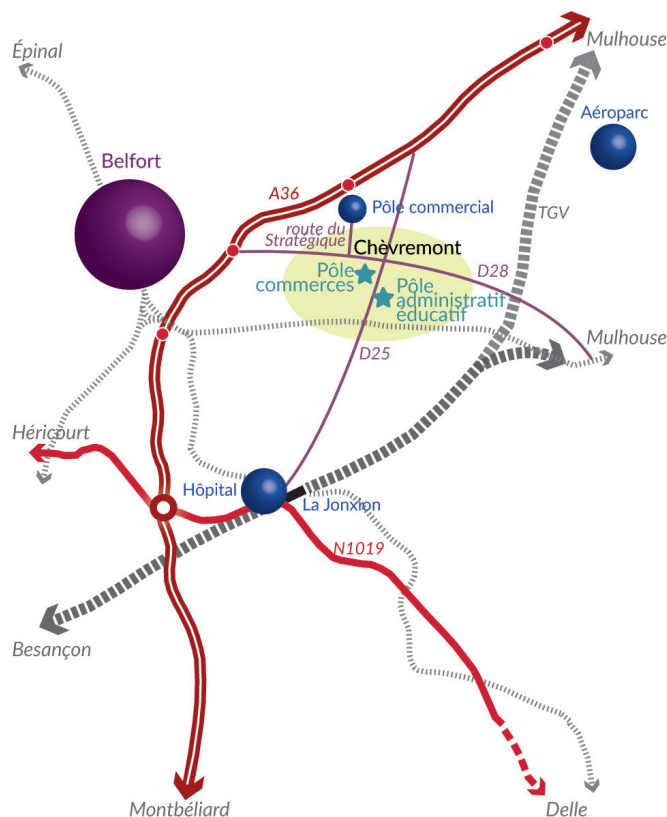 Mulhouse
Épinal
Aéroparc
Belfort
A36
Pôle commercial
TGV
route du
Stratégique
Chèvremont
Pôle
commerces
D28
Pôle
administratif
éducatif
Mulhouse
D25
Héricourt
Hôpital
La Jonxion
N1019
Besançon
Montbéliard
Delle